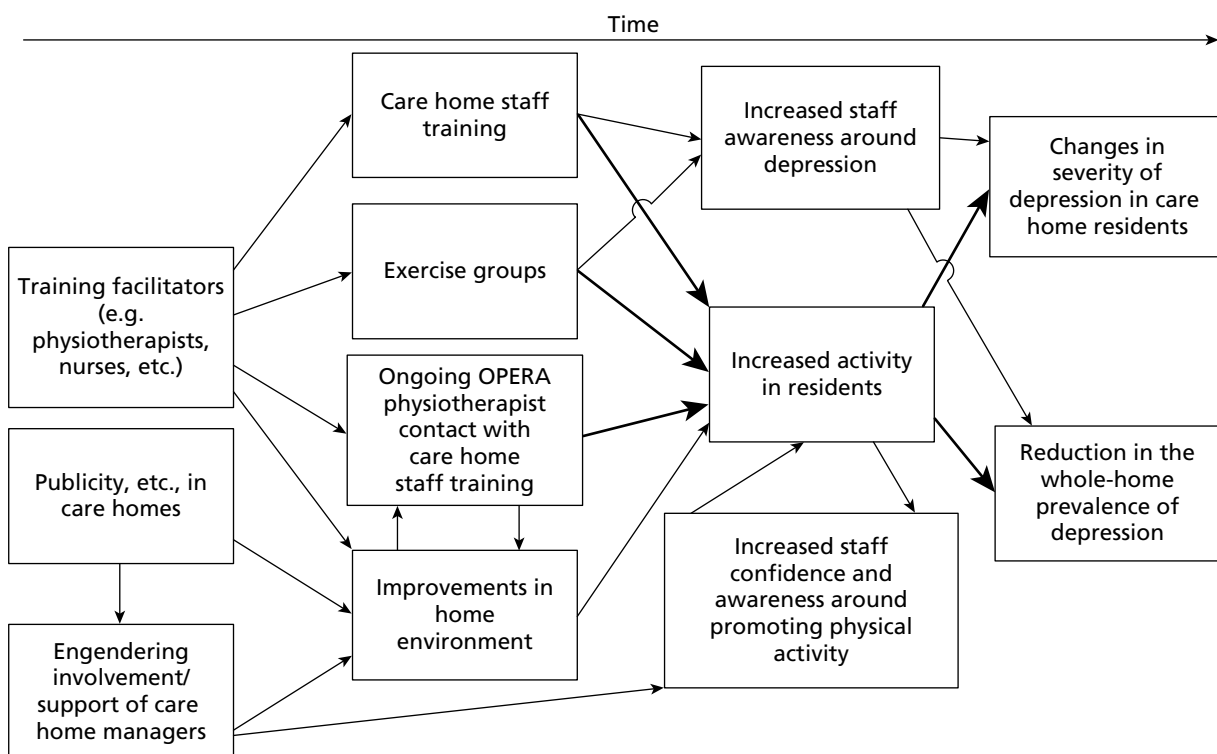 Time
Care home staff
training
Increased staff
awareness around
depression
Changes in
severity of
depression in care
home residents
Exercise groups
Training facilitators
(e.g.
physiotherapists,
nurses, etc.)
Increased activity
in residents
Ongoing OPERA
physiotherapist
contact with
care home
staff training
Publicity, etc., in
care homes
Reduction in the
whole-home
prevalence of
depression
Improvements in
home
environment
Increased staff
confidence and
awareness around
promoting physical
activity
Engendering
involvement/
support of care
home managers